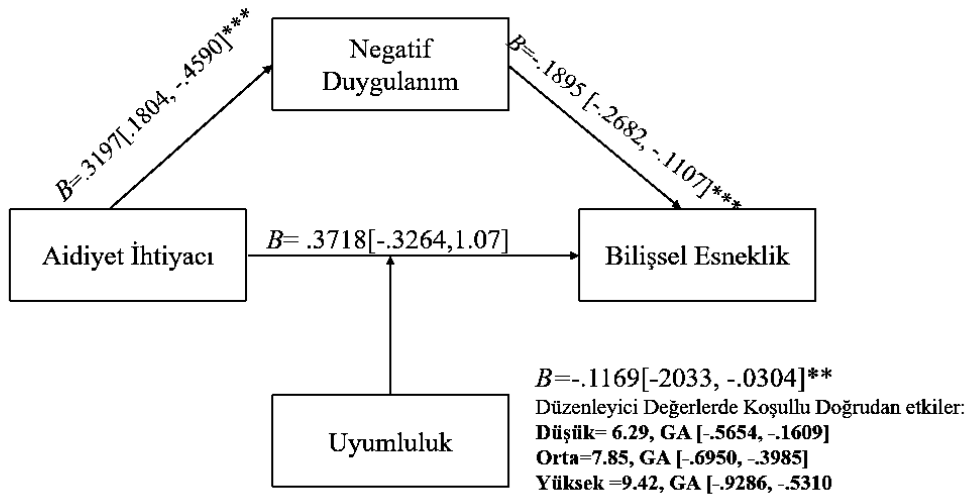 Negatif
Duygulanım
B=.3197[.1804, -.4590]***
B=-.1895 [-.2682, -.1107]***
Aidiyet İhtiyacı
B= .3718[-.3264,1.07]
Bilişsel Esneklik
Uyumluluk
B=-.1169[-2033, -.0304]**
Düzenleyici Değerlerde Koşullu Doğrudan etkiler:
Düşük= 6.29, GA [-.5654, -.1609]
Orta=7.85, GA [-.6950, -.3985]
Yüksek =9.42, GA [-.9286, -.5310